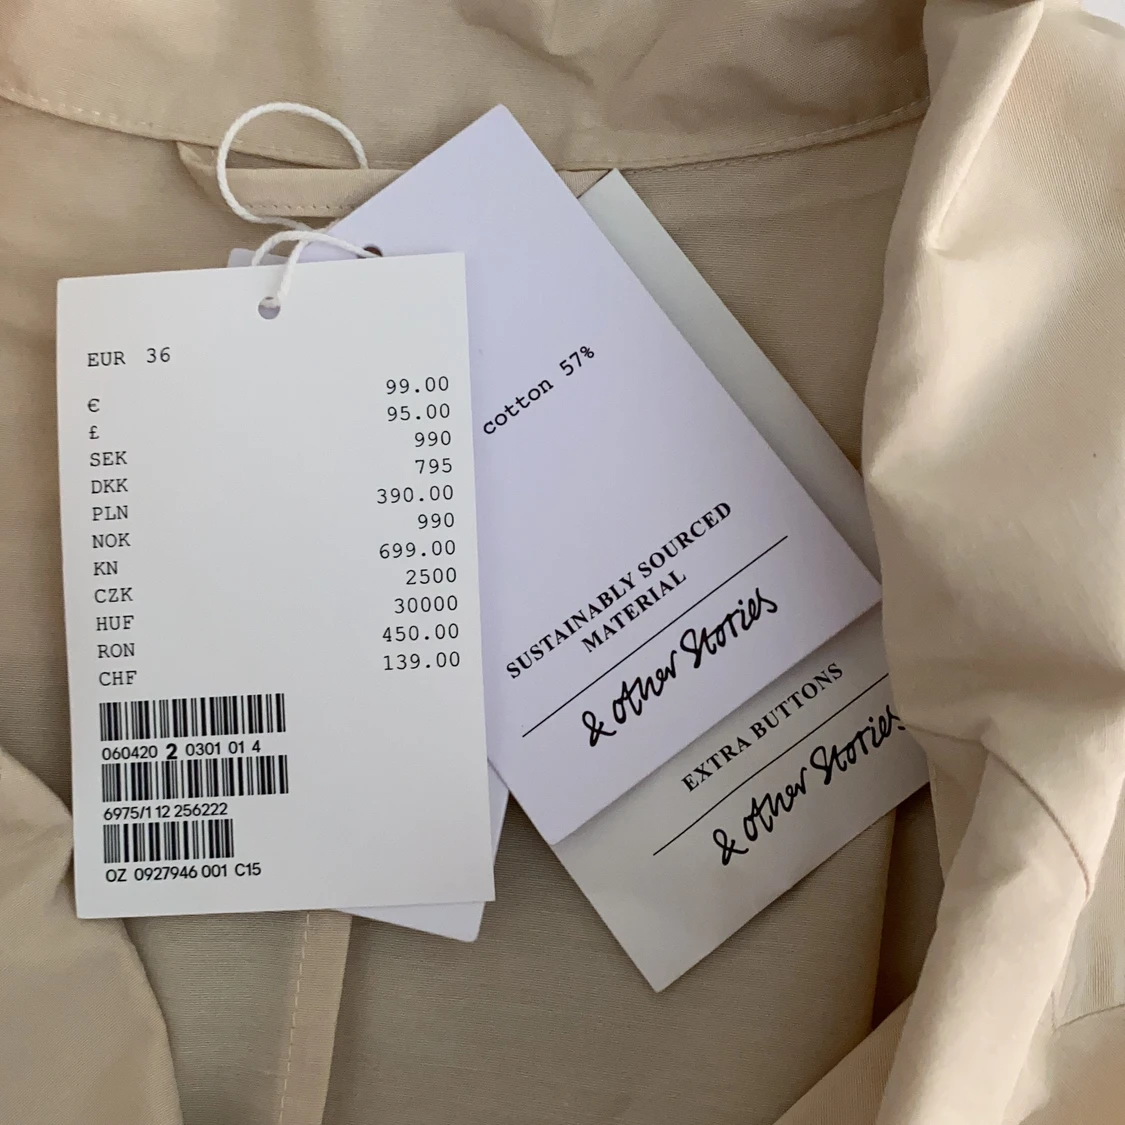 EUR 36
€ 99.00
£ 95.00
SEK 990
DKK 795
PLN 390.00
NOK 990
KN 699.00
CZK 2500
HUF 30000
RON 450.00
CHF 139.00
060420 2 0301 01 4
6975/1 12 256222
OZ 0927946 001 C15
cotton 57%
SUSTAINABLY SOURCED
MATERIAL
& other Stories
EXTRA BUTTONS
& other Stories